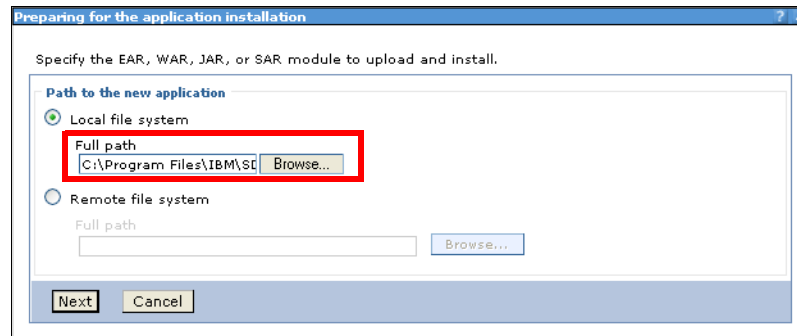 Preparing for the application installation ?
Specify the EAR, WAR, JAR, or SAR module to upload and install.
Path to the new application
Local file system
Full path
C:\Program Files\IBM\SD Browse...
Remote file system
Full path
Browse...
Next Cancel